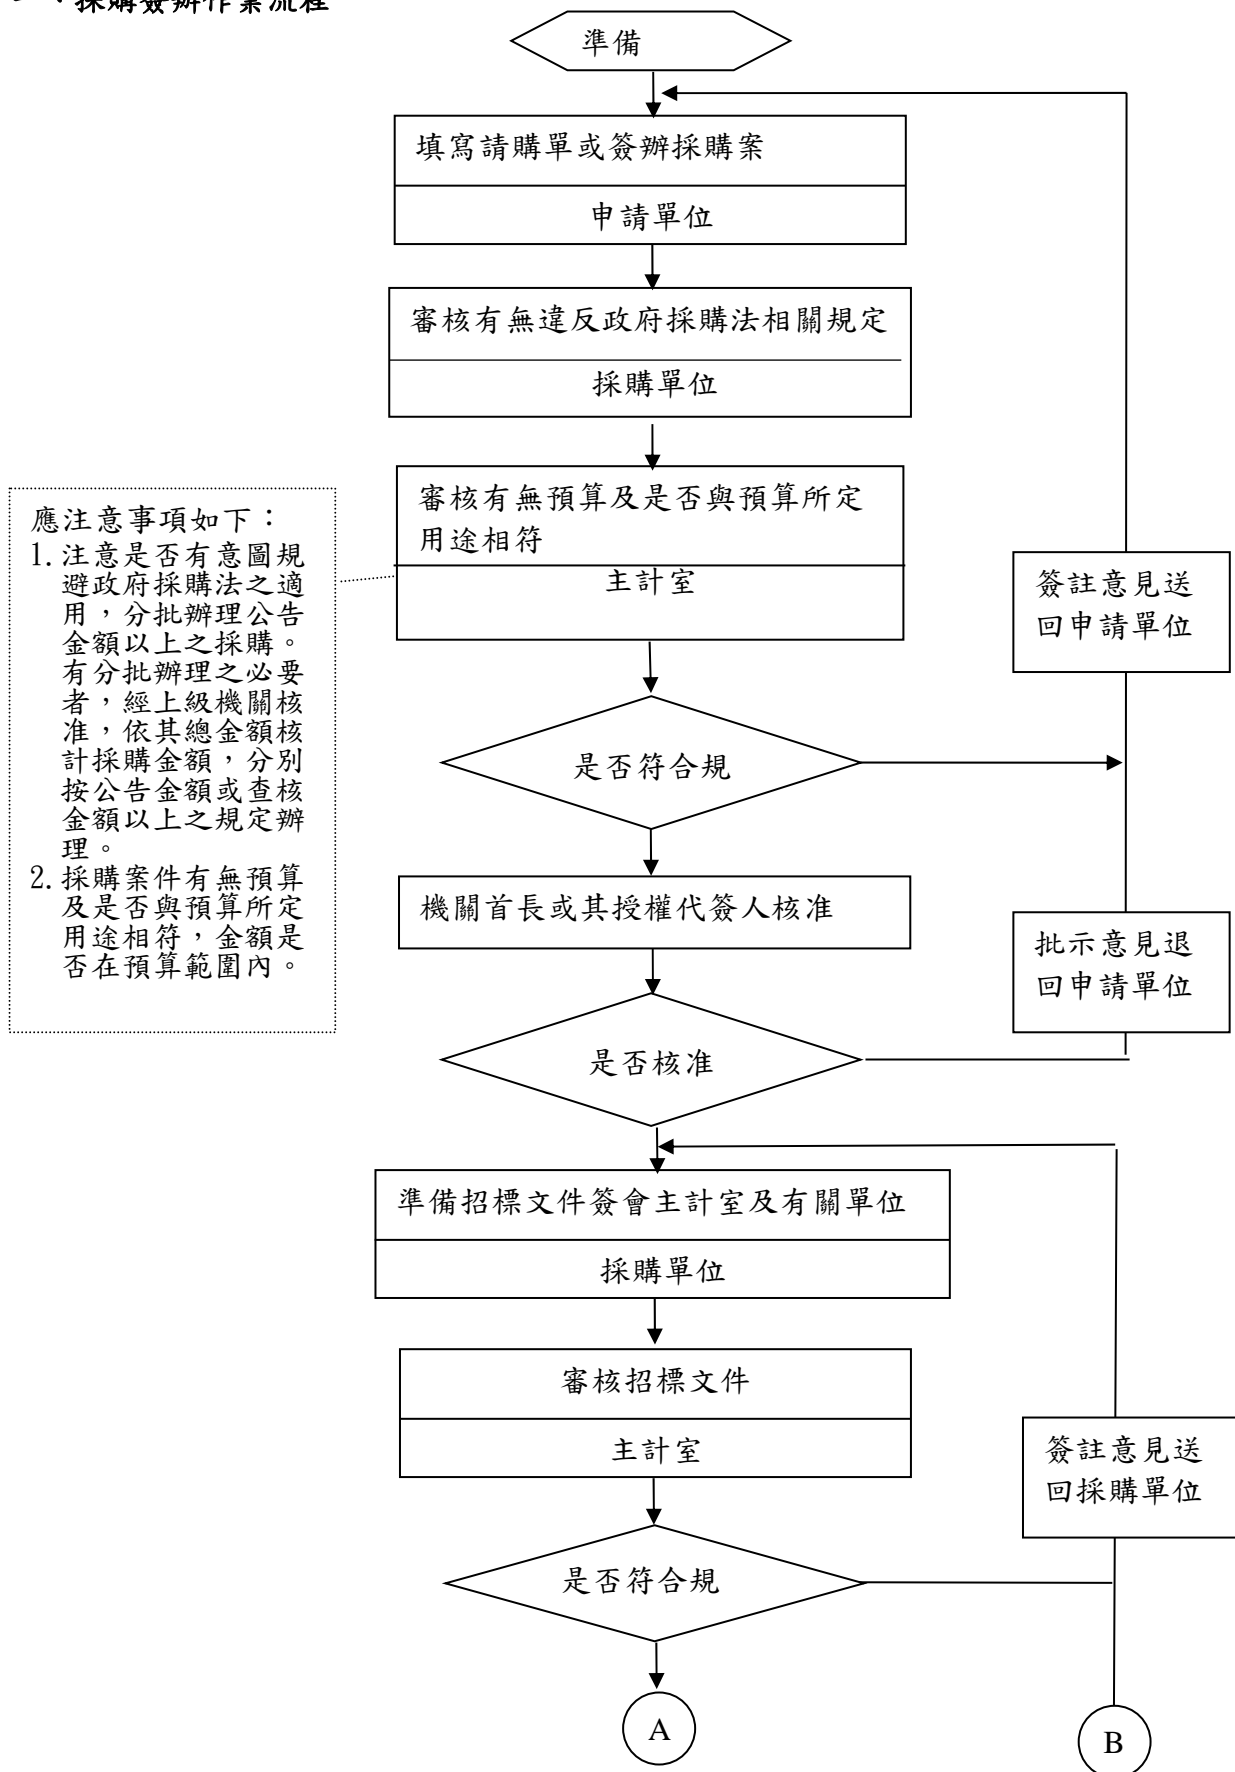 、採購簽辦作業流程
準備
填寫請購單或簽辦採購案
申請單位
審核有無違反政府採購法相關規定
採購單位
審核有無預算及是否與預算所定
用途相符
主計室
應注意事項如下：
1.注意是否有意圖規
避政府採購法之適
用，分批辦理公告
金額以上之採購。
有分批辦理之必要
者，經上級機關核
准，依其總金額核
計採購金額，分別
按公告金額或查核
金額以上之規定辦
理。
2.採購案件有無預算
及是否與預算所定
用途相符，金額是
否在預算範圍內。
簽註意見送
回申請單位
是否符合規
機關首長或其授權代簽人核准
批示意見退
回申請單位
是否核准
準備招標文件簽會主計室及有關單位
採購單位
審核招標文件
主計室
簽註意見送
回採購單位
是否符合規
A
B